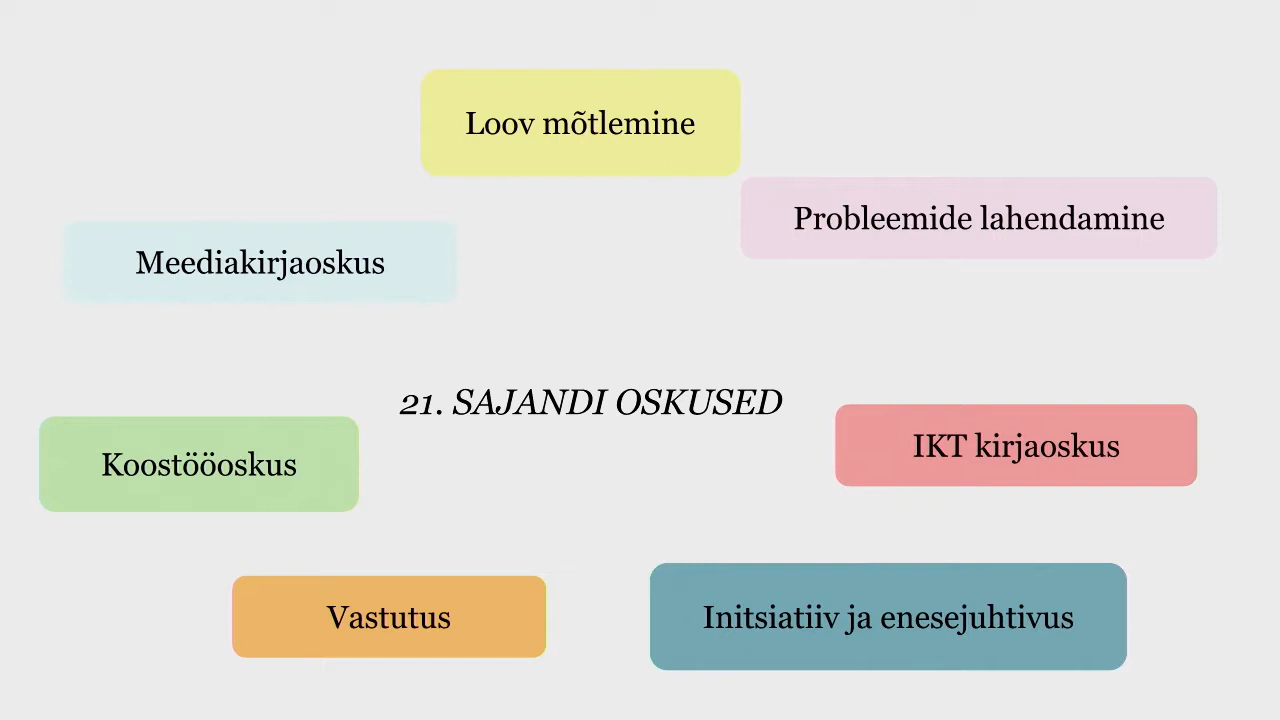 Loov mõtlemine
Probleemide lahendamine
Meediakirjaoskus
21. SAJANDI OSKUSED
IKT kirjaoskus
Koostööoskus
Vastutus
Initsiatiiv ja enesejuhtivus